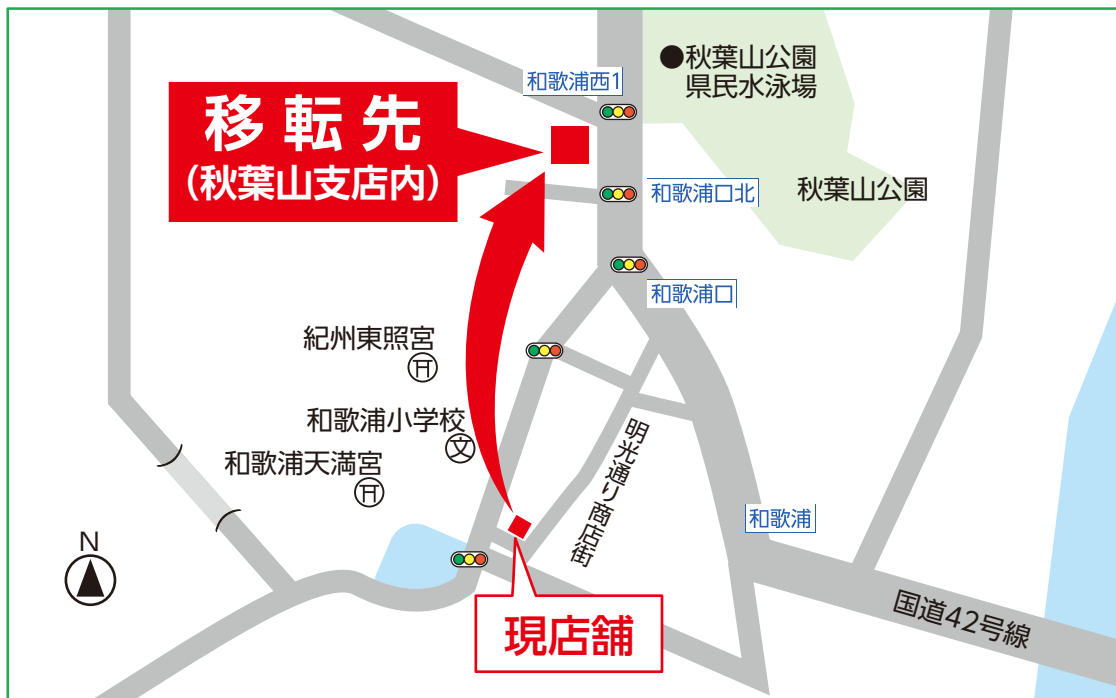 和歌浦西1
●秋葉山公園
県民水泳場
移転先
(秋葉山支店内)
和歌浦口北
秋葉山公園
和歌浦口
紀州東照宮
和歌浦小学校
文
和歌浦天満宮
明光通り商店街
和歌浦
N
現店舗
国道42号線